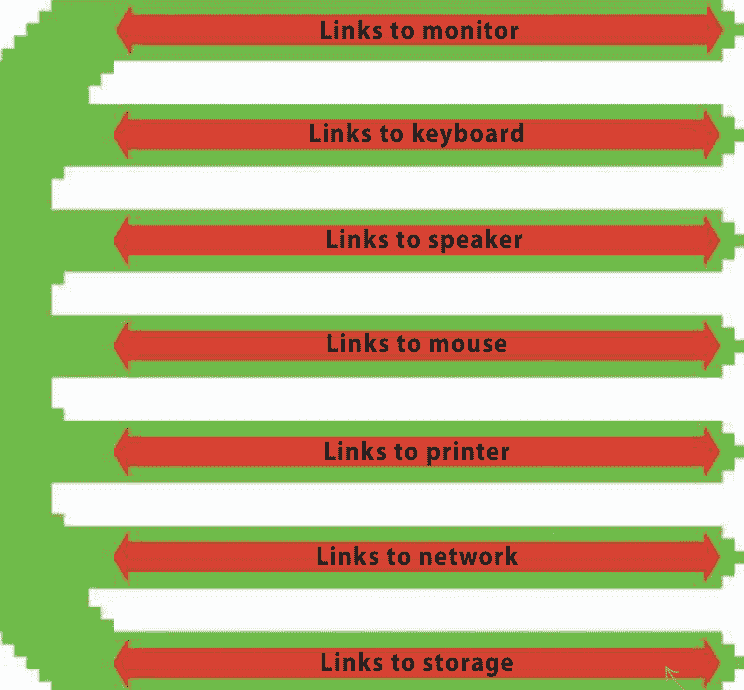 Links to monitor
Links to keyboard
Links to speaker
Links to mouse
Links to printer
Links to network
Links to storage